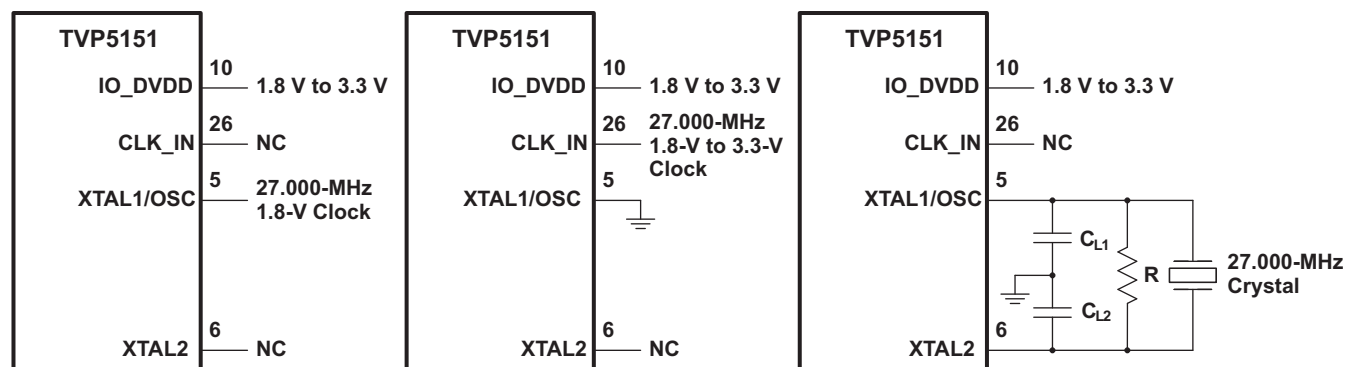 TVP5151
10
IO_DVDD
1.8 V to 3.3 V
26
CLK_IN
NC
5
XTAL1/OSC
27.000-MHz
1.8-V Clock
6
XTAL2
NC
TVP5151
10
IO_DVDD
1.8 V to 3.3 V
26
CLK_IN
27.000-MHz
1.8-V to 3.3-V
Clock
5
XTAL1/OSC
6
XTAL2
NC
TVP5151
10
IO_DVDD
1.8 V to 3.3 V
26
CLK_IN
NC
5
XTAL1/OSC
CL1
R
27.000-MHz
Crystal
CL2
6
XTAL2